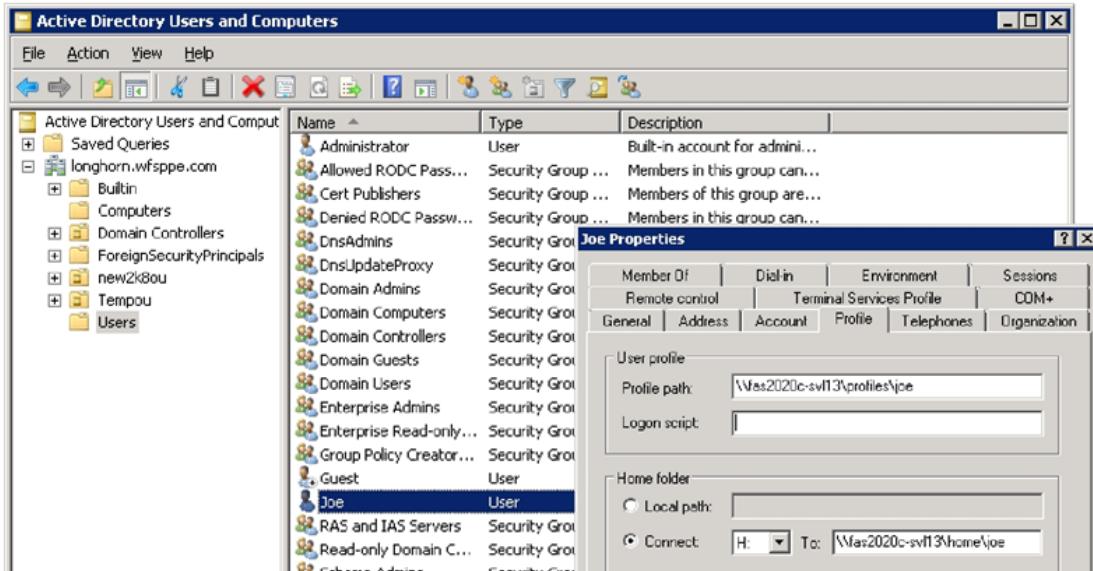 Active Directory Users and Computers
File Action View Help
Active Directory Users and Comput
Saved Queries
longhorn.wfsppe.com
Builtin
Computers
Domain Controllers
ForeignSecurityPrincipals
new2k8ou
Tempou
Users
Name Type Description
Administrator User Built-in account for admini...
Allowed RODC Pass... Security Group ... Members in this group can...
Cert Publishers Security Group ... Members of this group are...
Denied RODC Passw... Security Group ... Members in this group can...
DnsAdmins Security Grou
DnsUpdateProxy Security Grou
Domain Admins Security Grou
Domain Computers Security Grou
Domain Controllers Security Grou
Domain Guests Security Grou
Domain Users Security Grou
Enterprise Admins Security Grou
Enterprise Read-only... Security Grou
Group Policy Creator... Security Grou
Guest User
Joe User
RAS and IAS Servers Security Grou
Read-only Domain C... Security Grou
Joe Properties
Member Of Dial-in Environment Sessions
Remote control Terminal Services Profile COM+
General Address Account Profile Telephones Organization
User profile
Profile path: \\fas2020c-svl13\profiles\joe
Logon script:
Home folder
Local path:
Connect: H: To: \\fas2020c-svl13\home\joe